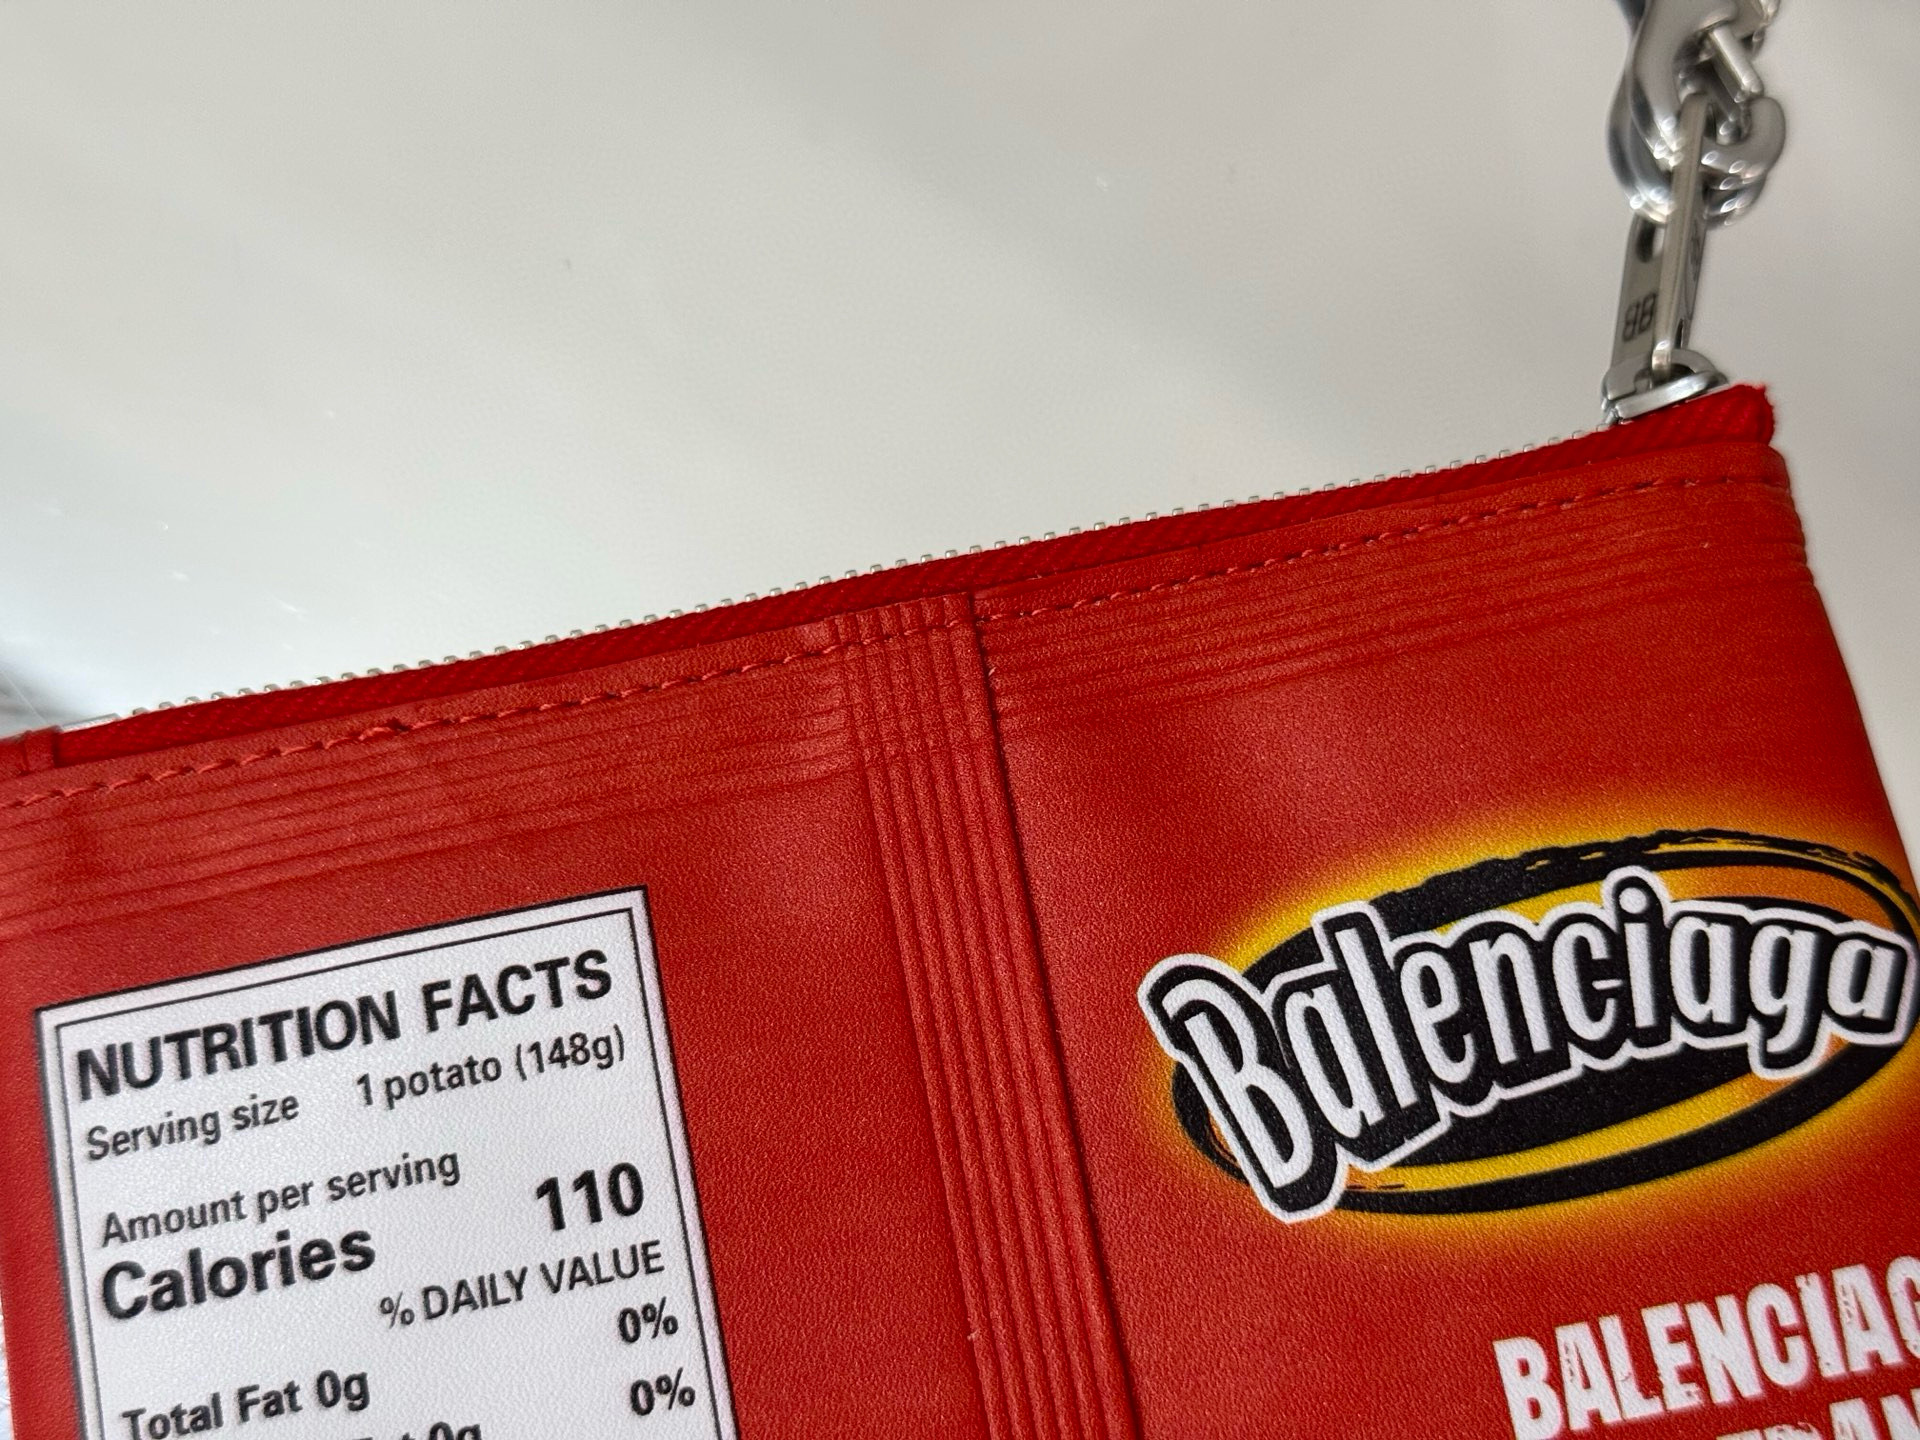 BB
NUTRITION FACTS
Serving size 1 potato (148g)
Amount per serving
Calories 110
% DAILY VALUE
Total Fat 0g 0%
0g 0%
Balenciaga